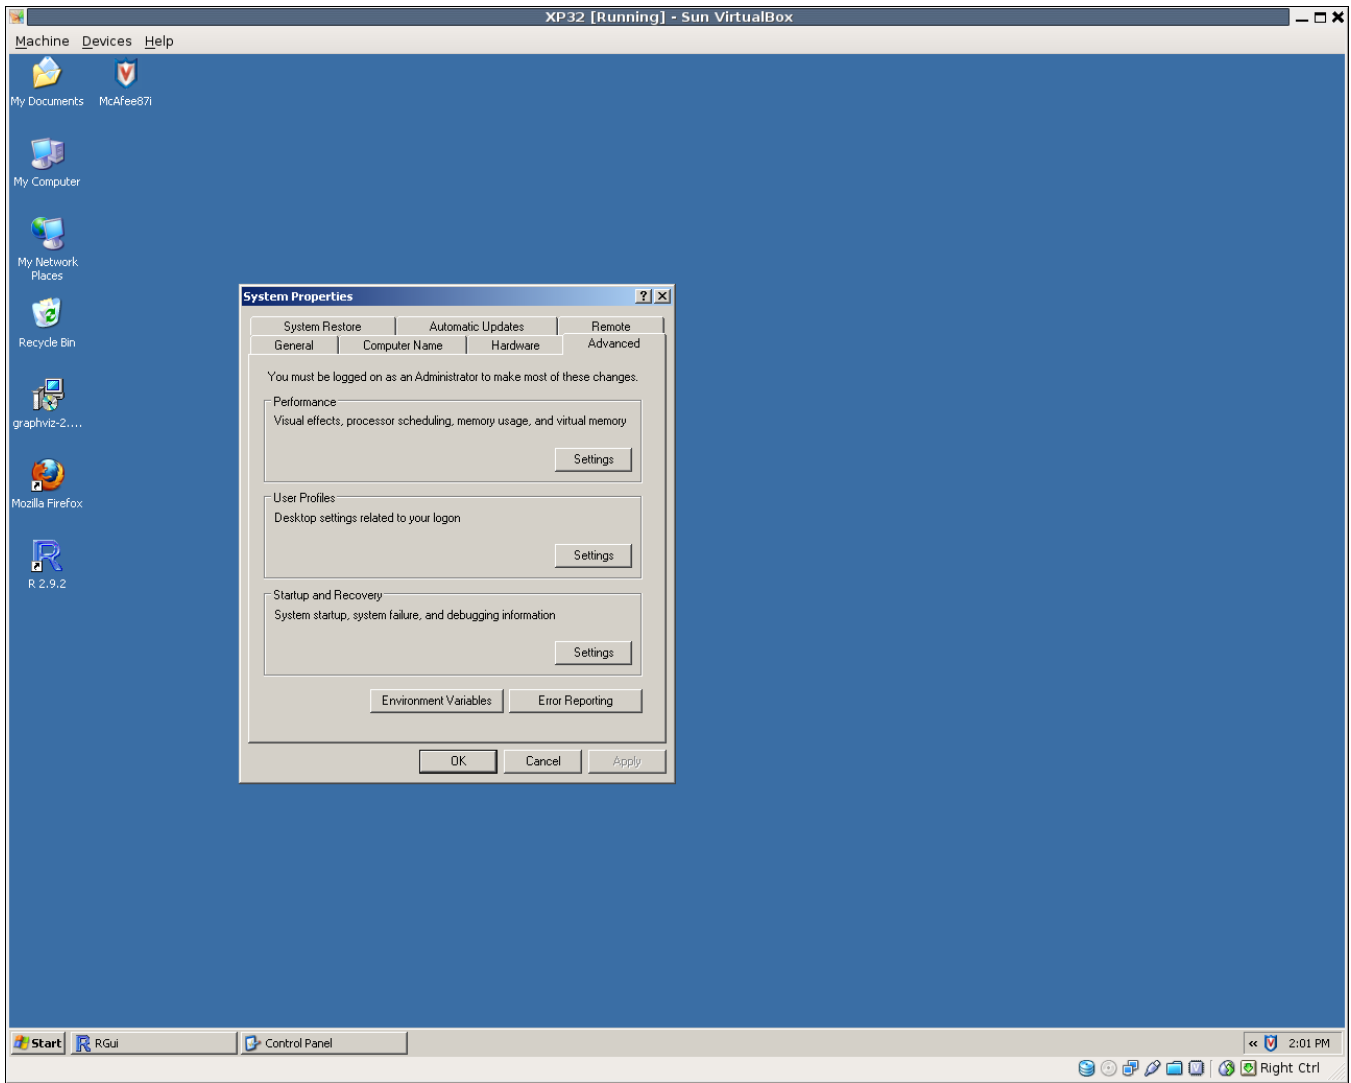 XP32 [Running] - Sun VirtualBox
Machine Devices Help
My Documents
McAfee87i
My Computer
My Network
Places
Recycle Bin
graphviz-2....
Mozilla Firefox
R 2.9.2
System Properties
System Restore
Automatic Updates
Remote
General
Computer Name
Hardware
Advanced
You must be logged on as an Administrator to make most of these changes.
Performance
Visual effects, processor scheduling, memory usage, and virtual memory
Settings
User Profiles
Desktop settings related to your logon
Settings
Startup and Recovery
System startup, system failure, and debugging information
Settings
Environment Variables
Error Reporting
OK
Cancel
Apply
Start
RGui
Control Panel
2:01 PM
Right Ctrl